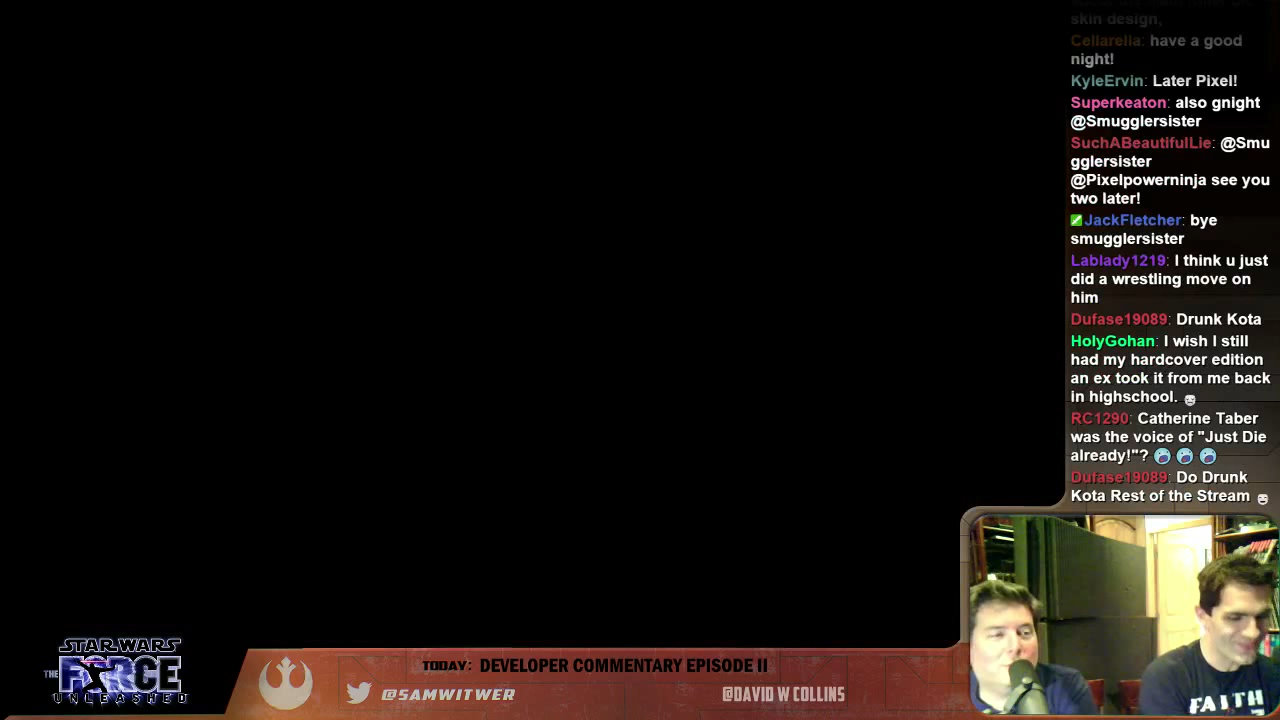 skin design,
Cellarella: have a good
night!
KyleErvin: Later Pixel!
Superkeaton: also gnight
@Smugglersister
SuchABeautifulLie: @Smu
gglersister
@Pixelpowerninja see you
two later!
JackFletcher: bye
smugglersister
Lablady1219: I think u just
did a wrestling move on
him
Dufase19089: Drunk Kota
HolyGohan: I wish I still
had my hardcover edition
an ex took it from me back
in highschool.
RC1290: Catherine Taber
was the voice of "Just Die
already!"?
Dufase19089: Do Drunk
Kota Rest of the Stream
STAR WARS
THE FORCE
UNLEASHED
TODAY: DEVELOPER COMMENTARY EPISODE II
@SAMWITWER
@DAVID W COLLINS
FAITH